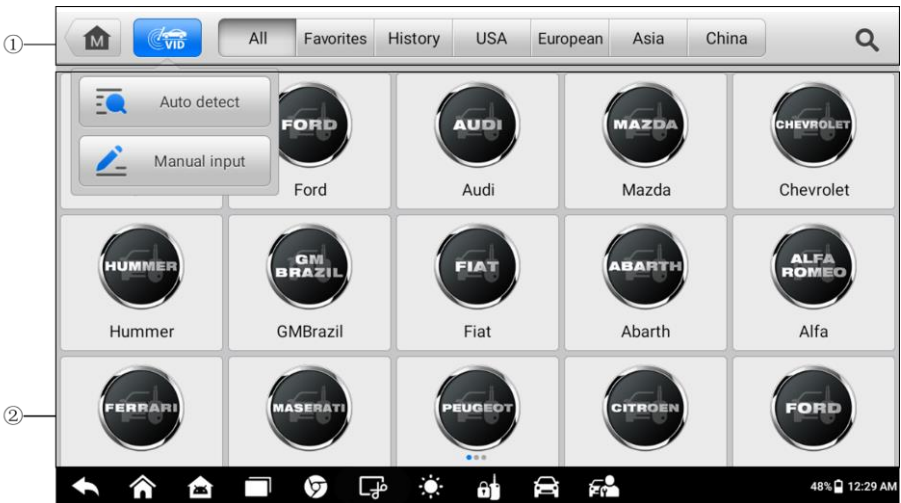 ①
M
VID
All
Favorites
History
USA
European
Asia
China
Auto detect
Manual input
FORD
AUDI
MAZDA
CHEVROLET
Ford
Audi
Mazda
Chevrolet
HUMMER
GM
BRAZIL
FIAT
ABARTH
ALFA
ROMEO
Hummer
GMBrazil
Fiat
Abarth
Alfa
②
FERRARI
MASERATI
PEUGEOT
CITROEN
FORD
48%
12:29 AM